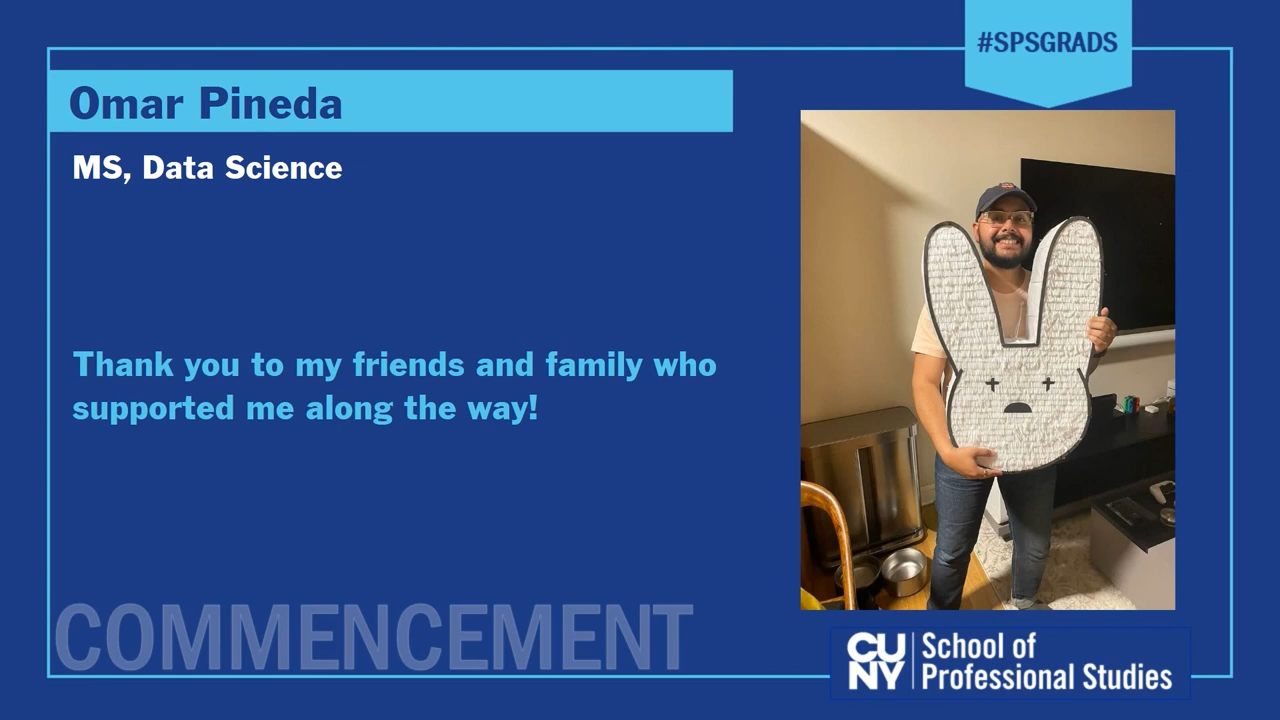 #SPSGRADS
Omar Pineda
MS, Data Science
Thank you to my friends and family who
supported me along the way!
COMMENCEMENT
CU
NY
School of
Professional Studies